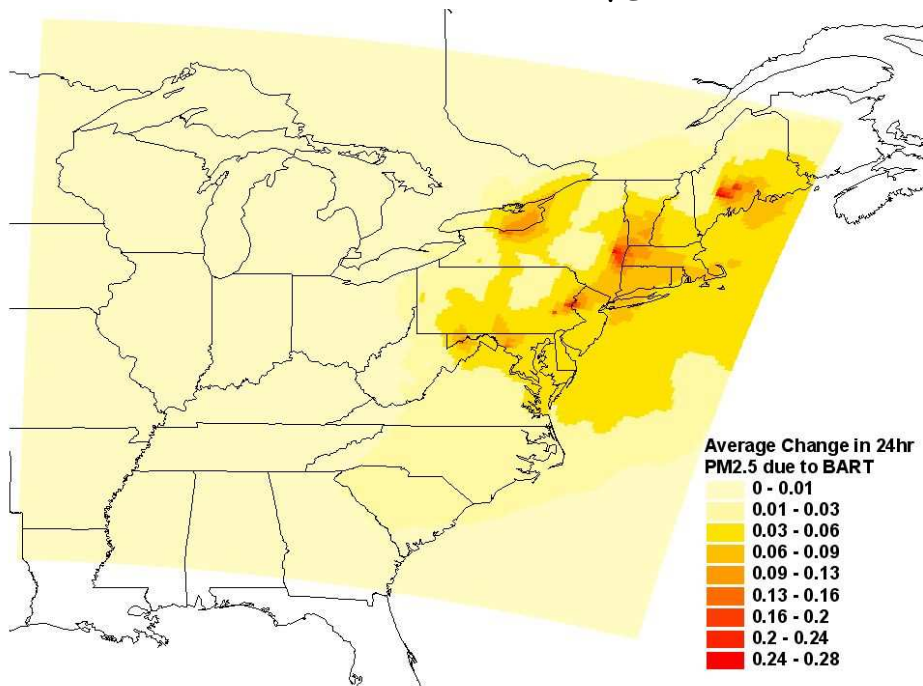 Average Change in 24hr
PM2.5 due to BART
0 - 0.01
0.01 - 0.03
0.03 - 0.06
0.06 - 0.09
0.09 - 0.13
0.13 - 0.16
0.16 - 0.2
0.2 - 0.24
0.24 - 0.28